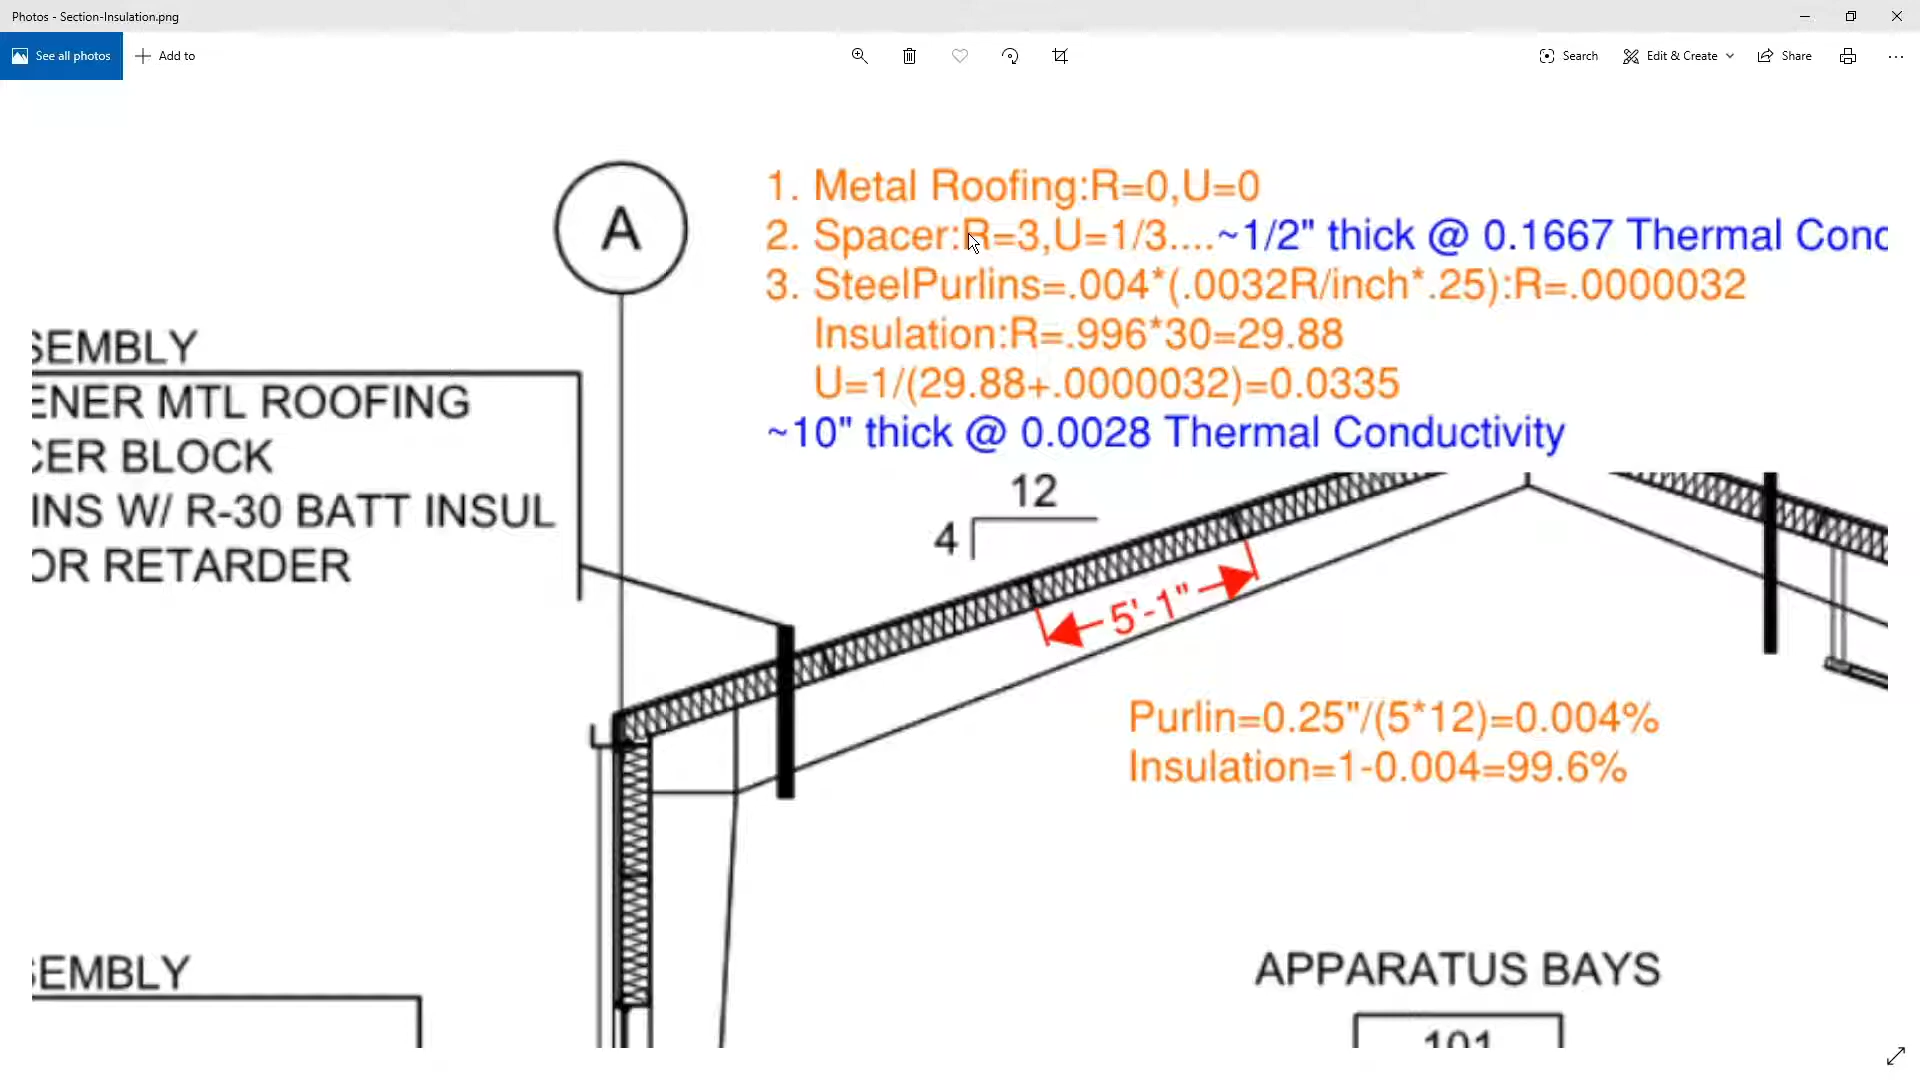 Photos - Section-Insulation.png
See all photos
Add to
Search
Edit & Create
Share
A
1. Metal Roofing:R=0,U=0
2. Spacer:R=3,U=1/3....~1/2" thick @ 0.1667 Thermal Conc
3. SteelPurlins=.004*(.0032R/inch*.25):R=.0000032
Insulation:R=.996*30=29.88
U=1/(29.88+.0000032)=0.0335
~10" thick @ 0.0028 Thermal Conductivity
SEMBLY
ENER MTL ROOFING
CER BLOCK
INS W/ R-30 BATT INSUL
OR RETARDER
12
4
5'-1"
Purlin=0.25"/(5*12)=0.004%
Insulation=1-0.004=99.6%
SEMBLY
APPARATUS BAYS
101